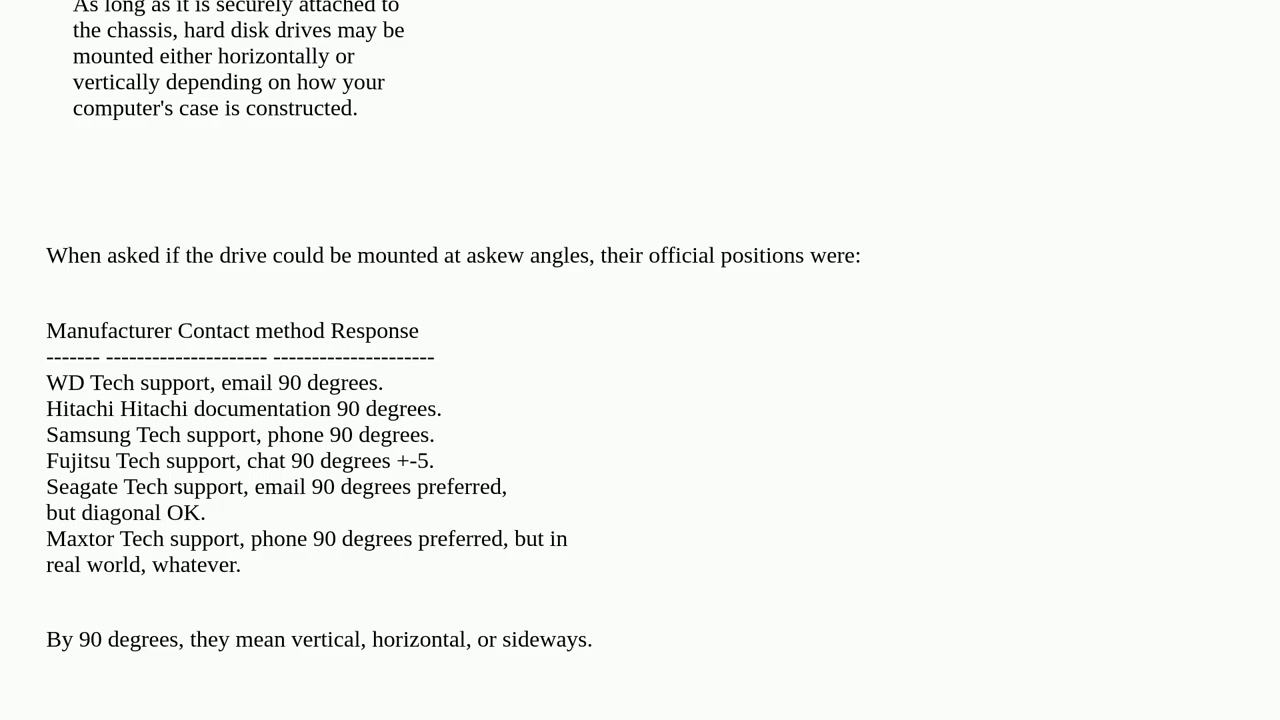 As long as it is securely attached to
the chassis, hard disk drives may be
mounted either horizontally or
vertically depending on how your
computer's case is constructed.
When asked if the drive could be mounted at askew angles, their official positions were:
Manufacturer Contact method Response
------- --------------------- ---------------------
WD Tech support, email 90 degrees.
Hitachi Hitachi documentation 90 degrees.
Samsung Tech support, phone 90 degrees.
Fujitsu Tech support, chat 90 degrees +-5.
Seagate Tech support, email 90 degrees preferred,
but diagonal OK.
Maxtor Tech support, phone 90 degrees preferred, but in
real world, whatever.
By 90 degrees, they mean vertical, horizontal, or sideways.